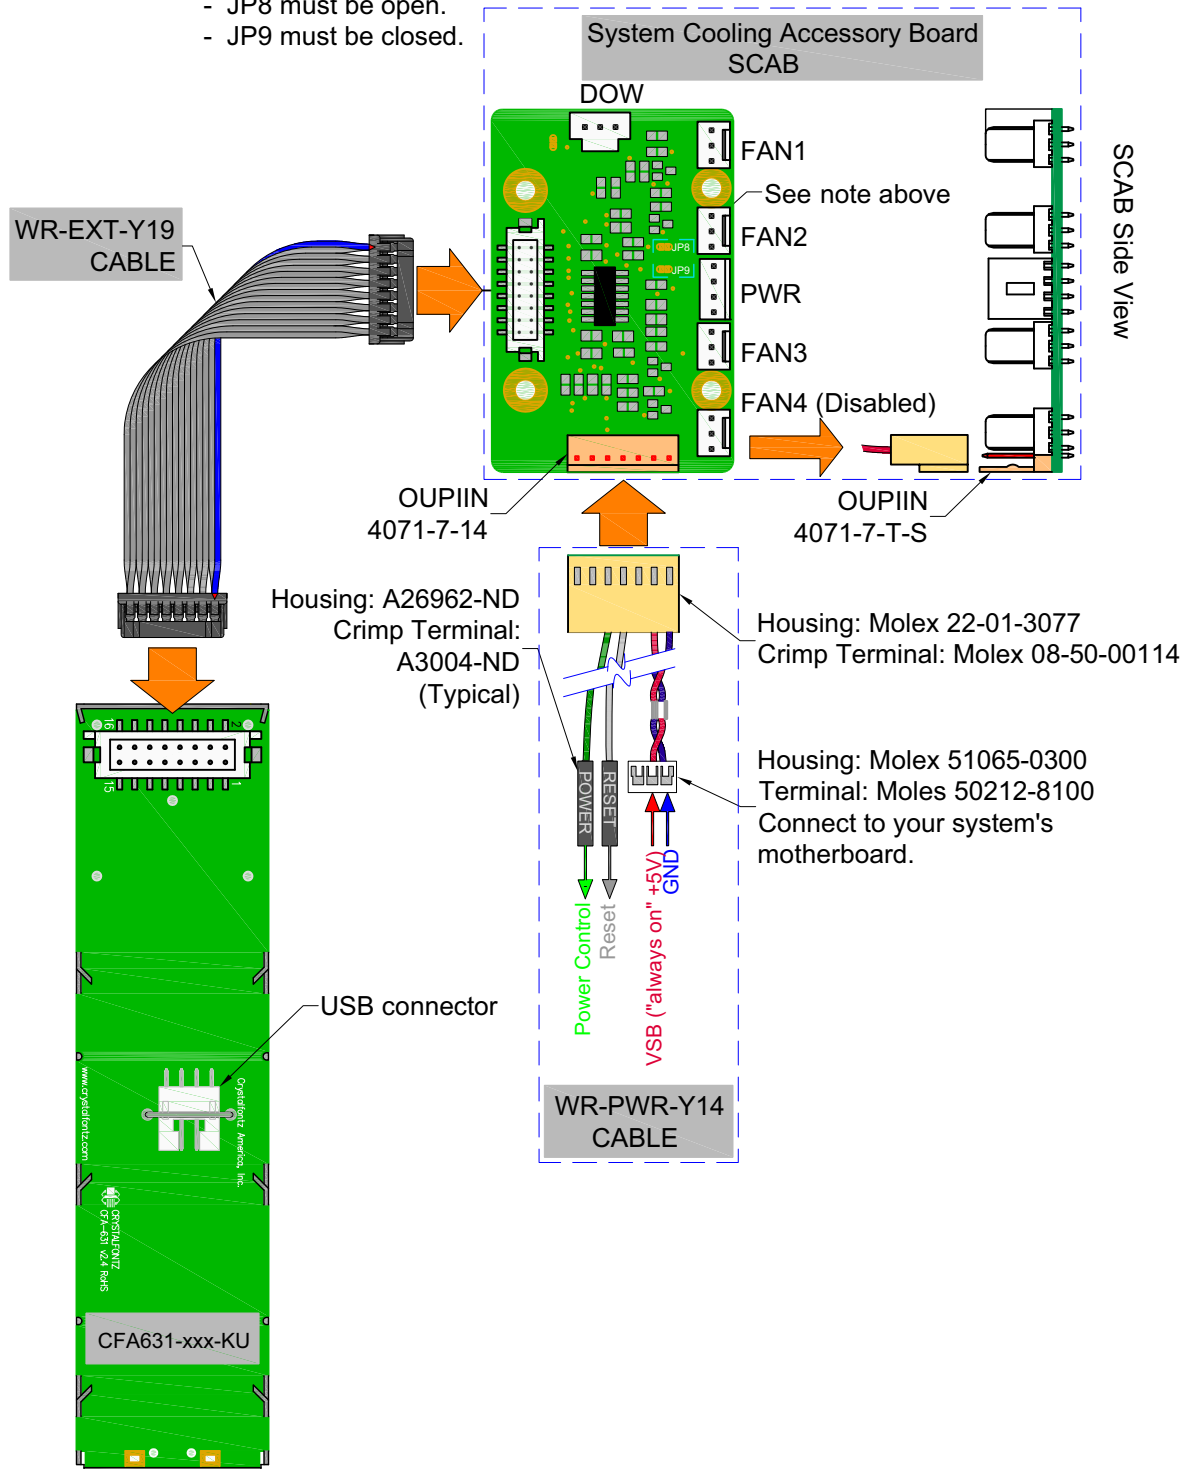 - JP8 must be open.
- JP9 must be closed.
System Cooling Accessory Board
SCAB
DOW
FAN1
See note above
FAN2
JP8
JP9
PWR
FAN3
FAN4 (Disabled)
SCAB Side View
WR-EXT-Y19
CABLE
OUPIIN
4071-7-14
OUPIIN
4071-7-T-S
Housing: A26962-ND
Crimp Terminal:
A3004-ND
(Typical)
Housing: Molex 22-01-3077
Crimp Terminal: Molex 08-50-00114
Housing: Molex 51065-0300
Terminal: Moles 50212-8100
Connect to your system's
motherboard.
POWER
RESET
Power Control
Reset
VSB ("always on" +5V)
GND
WR-PWR-Y14
CABLE
16
2
15
1
USB connector
www.crystalfontz.com
Crystalfontz America, Inc.
CRYSTALFONTZ
CFA-631 v2.4 RoHS
CFA631-xxx-KU